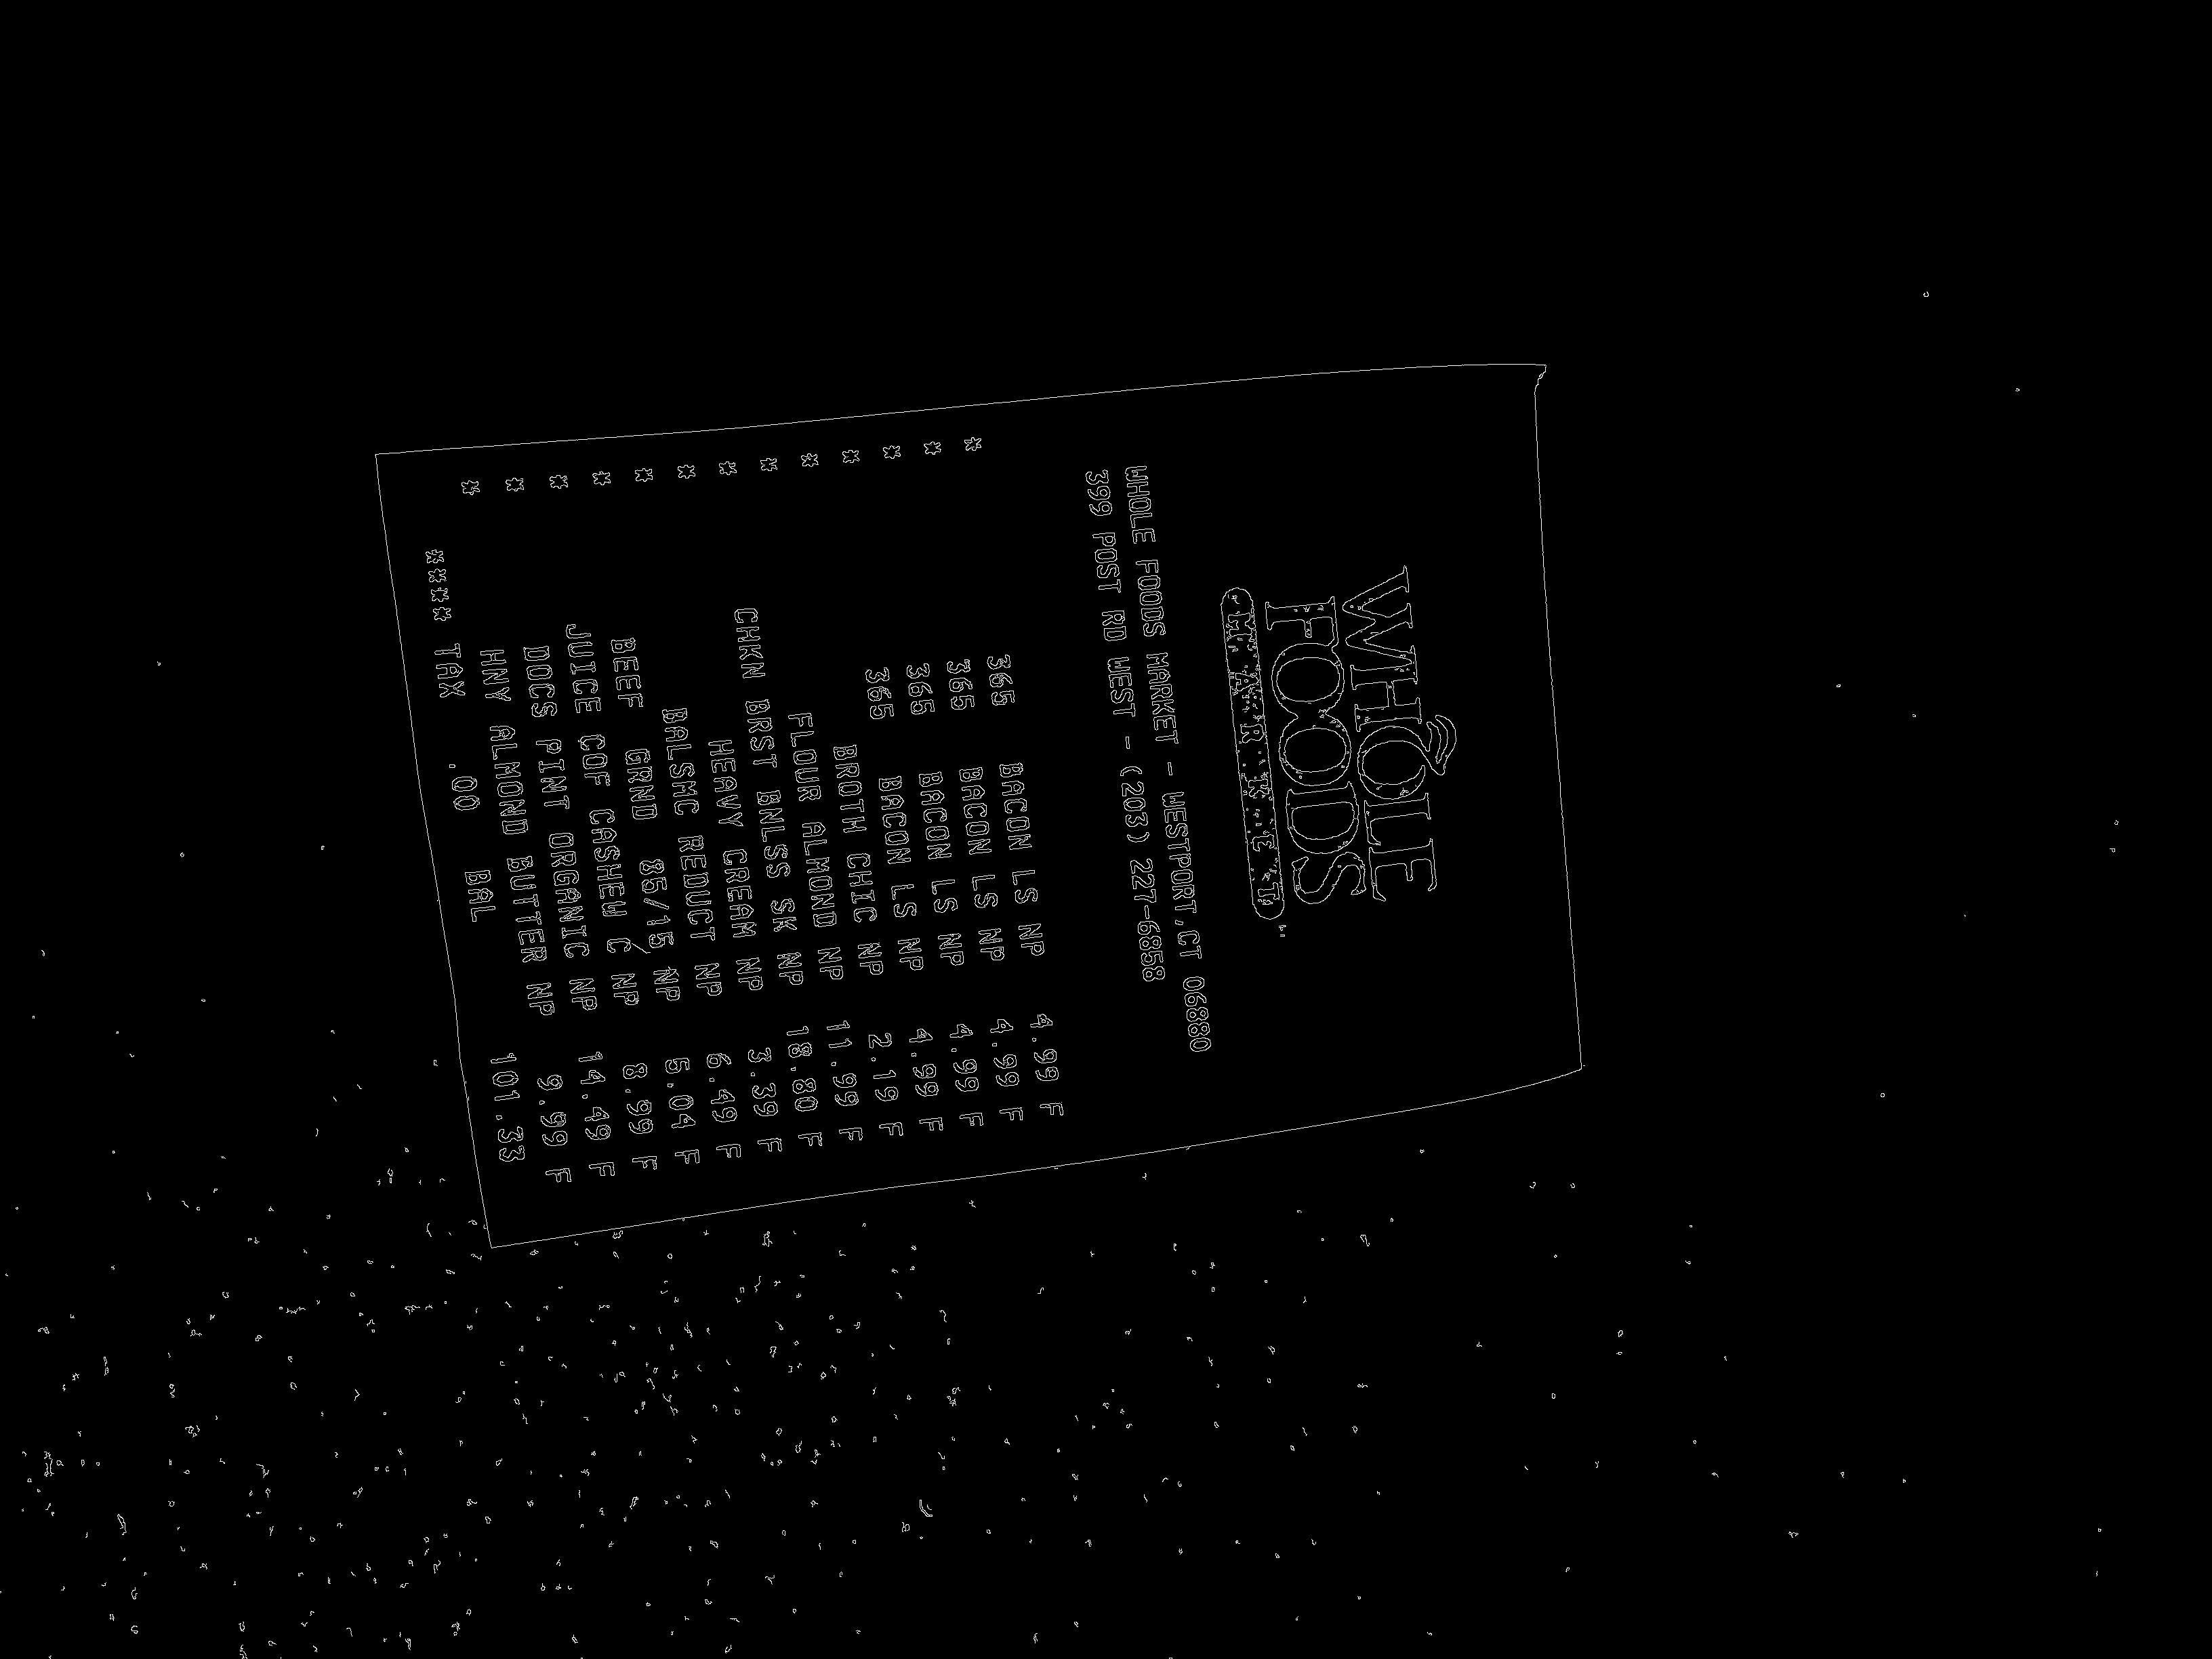 WHOLE
FOODS
MARKET
WHOLE FOODS MARKET - WESTPORT,CT 06880
399 POST RD WEST - (203) 227-6858
* 365 BACON LS NP 4.99 F
* 365 BACON LS NP 4.99 F
* 365 BACON LS NP 4.99 F
* 365 BACON LS NP 4.99 F
* BROTH CHIC NP 2.19 F
* FLOUR ALMOND NP 11.99 F
* CHKN BRST BNLSS SK NP 18.80 F
* HEAVY CREAM NP 3.39 F
* BALSMC REDUCT NP 6.49 F
* BEEF GRND 85/15 NP 5.04 F
* JUICE COF CASHEW C NP 8.99 F
* DOCS PINT ORGANIC NP 14.49 F
* HNY ALMOND BUTTER NP 9.99 F
**** TAX .00 BAL 101.33